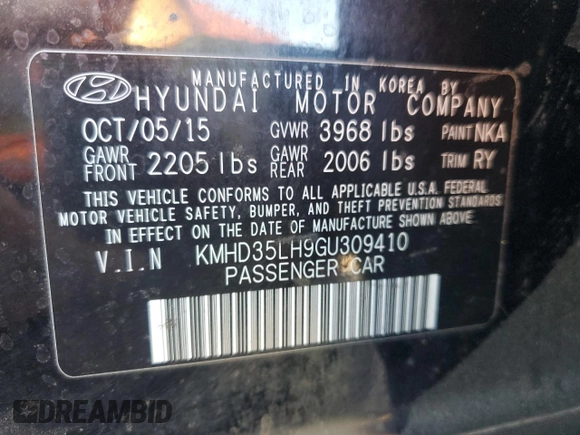 MANUFACTURED IN KOREA BY
HYUNDAI MOTOR COMPANY
OCT/05/15 GVWR 3968 lbs PAINT NKA
GAWR FRONT 2205 lbs GAWR REAR 2006 lbs TRIM RY
THIS VEHICLE CONFORMS TO ALL APPLICABLE U.S.A. FEDERAL
MOTOR VEHICLE SAFETY, BUMPER, AND THEFT PREVENTION STANDARDS
IN EFFECT ON THE DATE OF MANUFACTURE SHOWN ABOVE.
V.I.N KMHD35LH9GU309410
PASSENGER CAR
DREAMBID